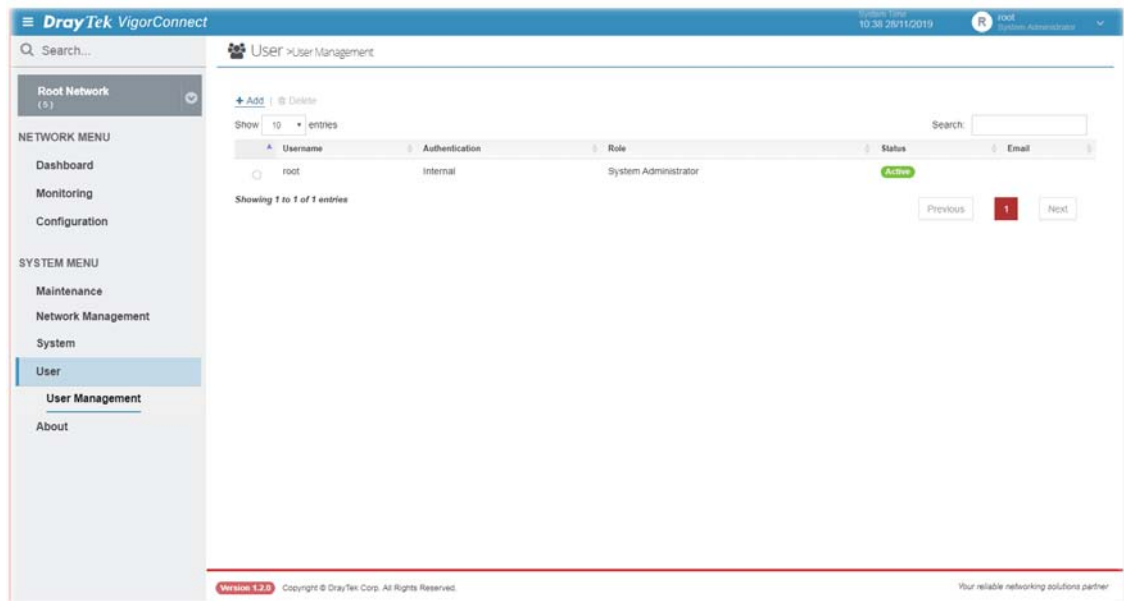 DrayTek VigorConnect
System Time
10:38 28/11/2019
R
root
System Administrator
Search...
User >User Management
Root Network
(5)
+ Add | Delete
Show 10 entries
Search:
Username Authentication Role Status Email
root Internal System Administrator Active
Showing 1 to 1 of 1 entries
Previous 1 Next
NETWORK MENU
Dashboard
Monitoring
Configuration
SYSTEM MENU
Maintenance
Network Management
System
User
User Management
About
Version 1.2.0 Copyright © DrayTek Corp. All Rights Reserved.
Your reliable networking solutions partner